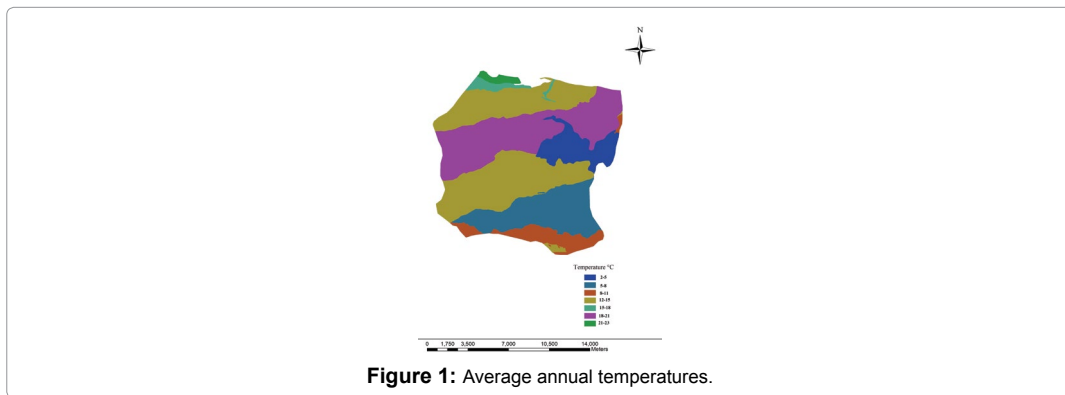 N
Temperature °C
2-5
5-8
8-11
12-15
15-18
18-21
21-23
0 1,750 3,500 7,000 10,500 14,000
Meters
Figure 1: Average annual temperatures.